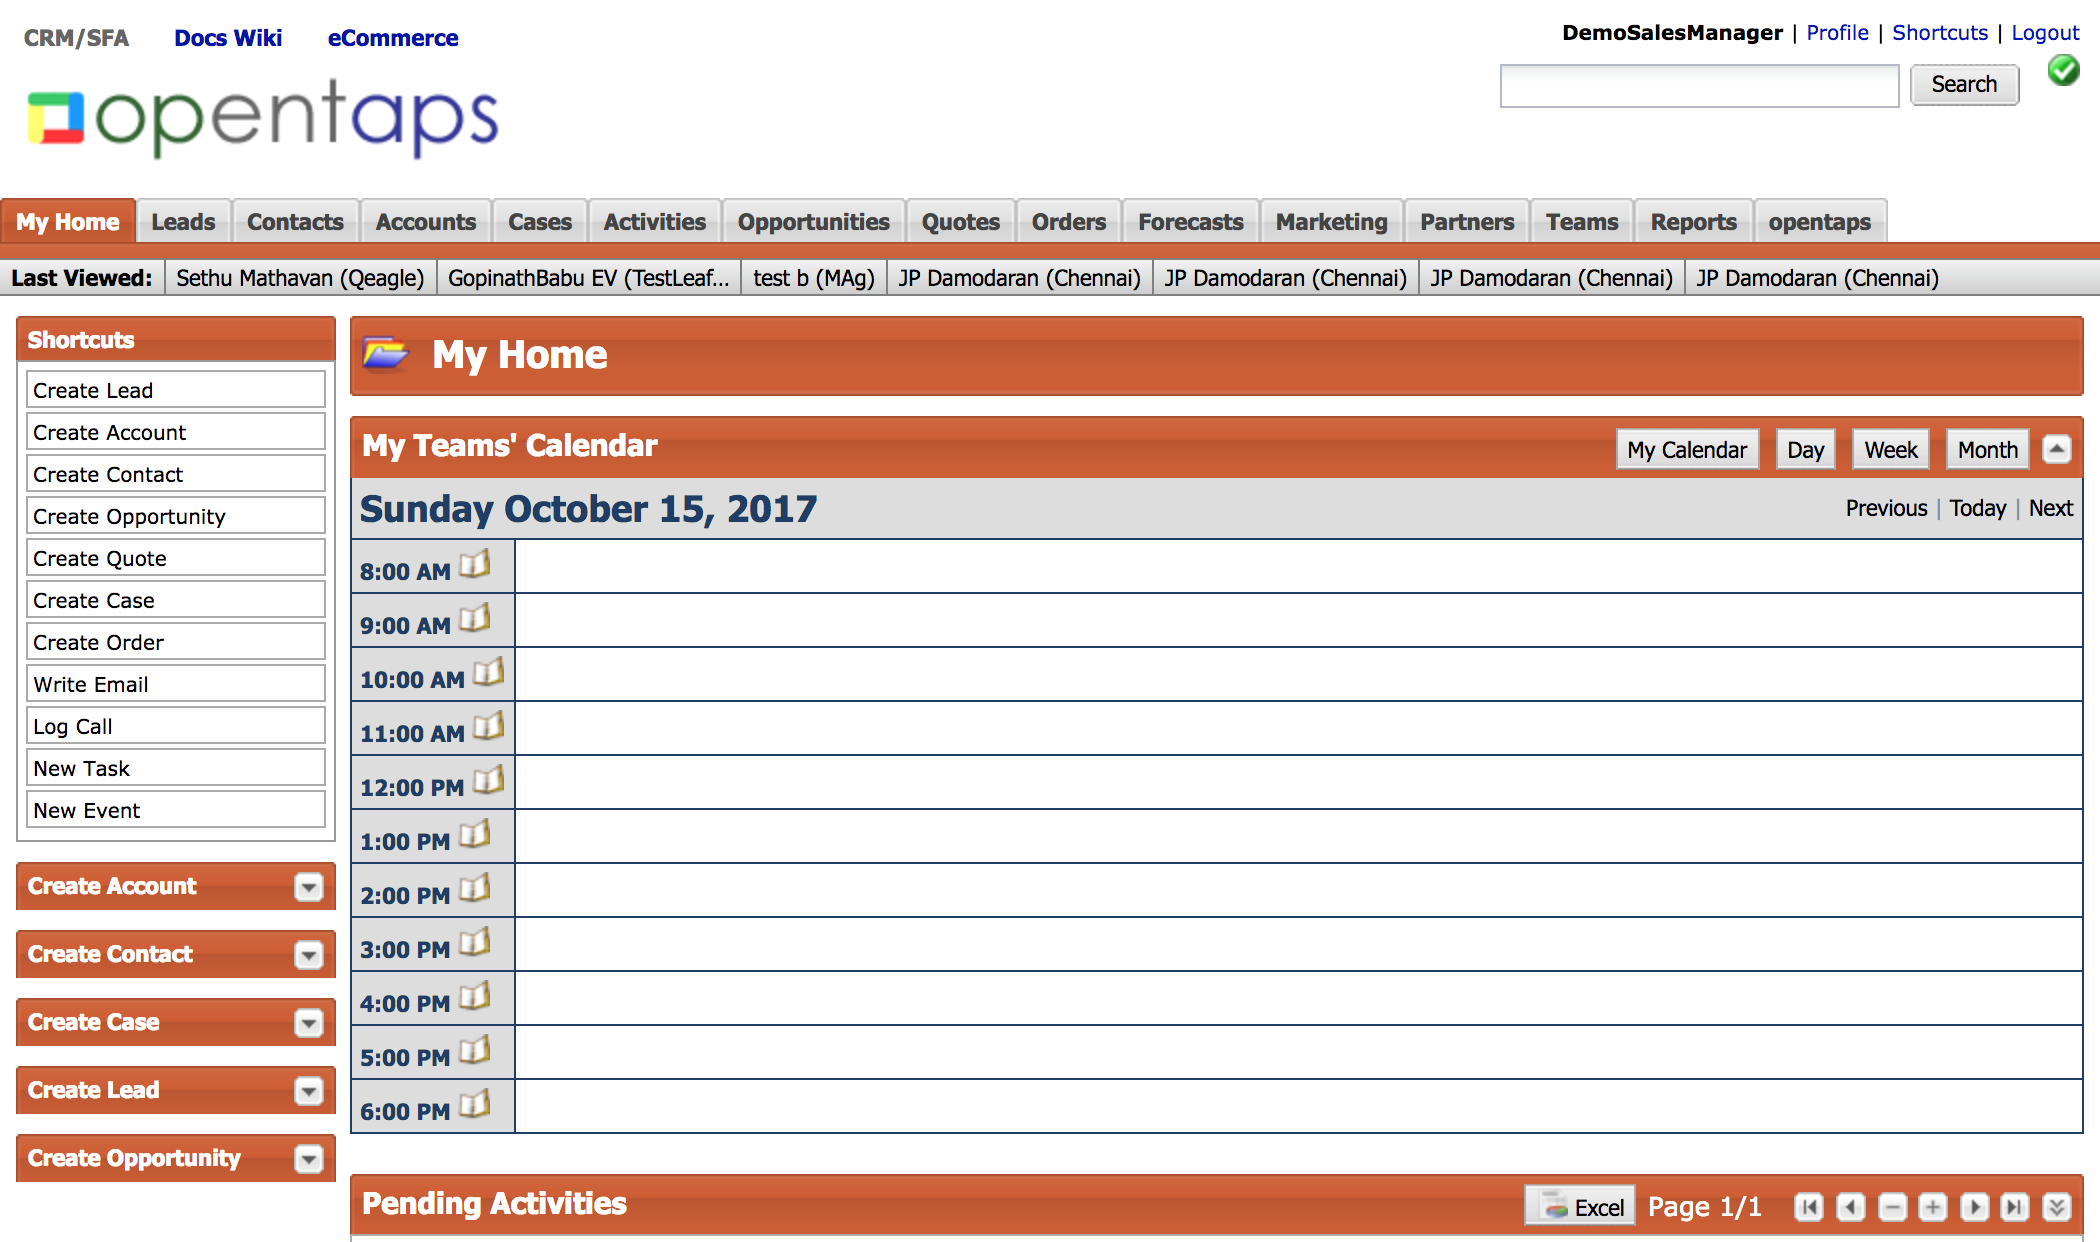 CRM/SFA Docs Wiki eCommerce
DemoSalesManager | Profile | Shortcuts | Logout
Search
opentaps
My Home Leads Contacts Accounts Cases Activities Opportunities Quotes Orders Forecasts Marketing Partners Teams Reports opentaps
Last Viewed: Sethu Mathavan (Qeagle) GopinathBabu EV (TestLeaf... test b (MAg) JP Damodaran (Chennai) JP Damodaran (Chennai) JP Damodaran (Chennai) JP Damodaran (Chennai)
Shortcuts
Create Lead
Create Account
Create Contact
Create Opportunity
Create Quote
Create Case
Create Order
Write Email
Log Call
New Task
New Event
Create Account
Create Contact
Create Case
Create Lead
Create Opportunity
My Home
My Teams' Calendar My Calendar Day Week Month
Sunday October 15, 2017 Previous | Today | Next
8:00 AM
9:00 AM
10:00 AM
11:00 AM
12:00 PM
1:00 PM
2:00 PM
3:00 PM
4:00 PM
5:00 PM
6:00 PM
Pending Activities Excel Page 1/1